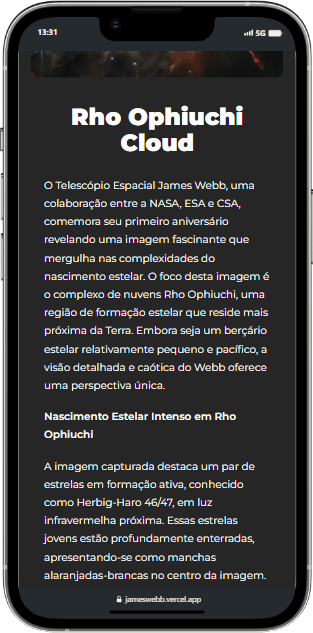 13:31
5G
Rho Ophiuchi
Cloud
O Telescópio Espacial James Webb, uma
colaboração entre a NASA, ESA e CSA,
comemora seu primeiro aniversário
revelando uma imagem fascinante que
mergulha nas complexidades do
nascimento estelar. O foco desta imagem é
o complexo de nuvens Rho Ophiuchi, uma
região de formação estelar que reside mais
próxima da Terra. Embora seja um berçário
estelar relativamente pequeno e pacífico, a
visão detalhada e caótica do Webb oferece
uma perspectiva única.
Nascimento Estelar Intenso em Rho
Ophiuchi
A imagem capturada destaca um par de
estrelas em formação ativa, conhecido
como Herbig-Haro 46/47, em luz
infravermelha próxima. Essas estrelas
jovens estão profundamente enterradas,
apresentando-se como manchas
alaranjadas-brancas no centro da imagem.
jameswebb.vercel.app